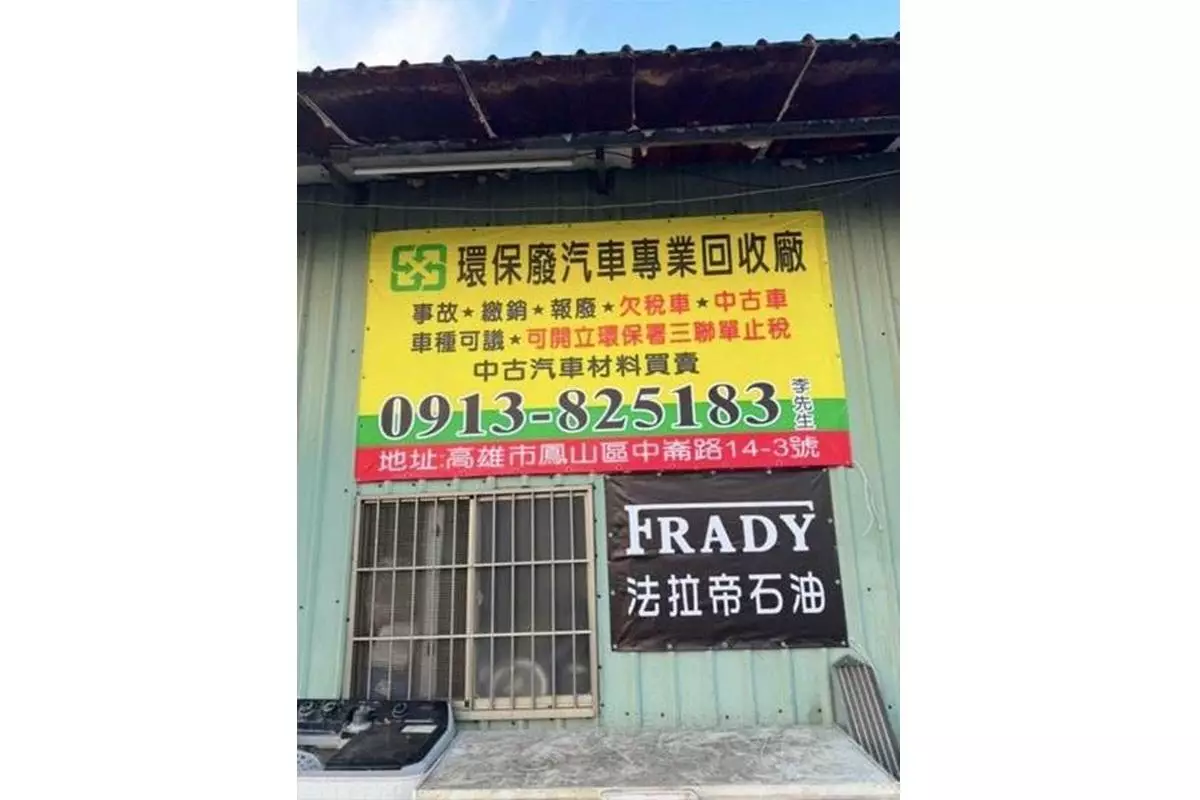 環保廢汽車專業回收廠
事故★繳銷★報廢★欠稅車★中古車
車種可議★可開立環保署三聯單止稅
中古汽車材料買賣
0913-825183 李先生
地址:高雄市鳳山區中崙路14-3號
FRADY
法拉帝石油